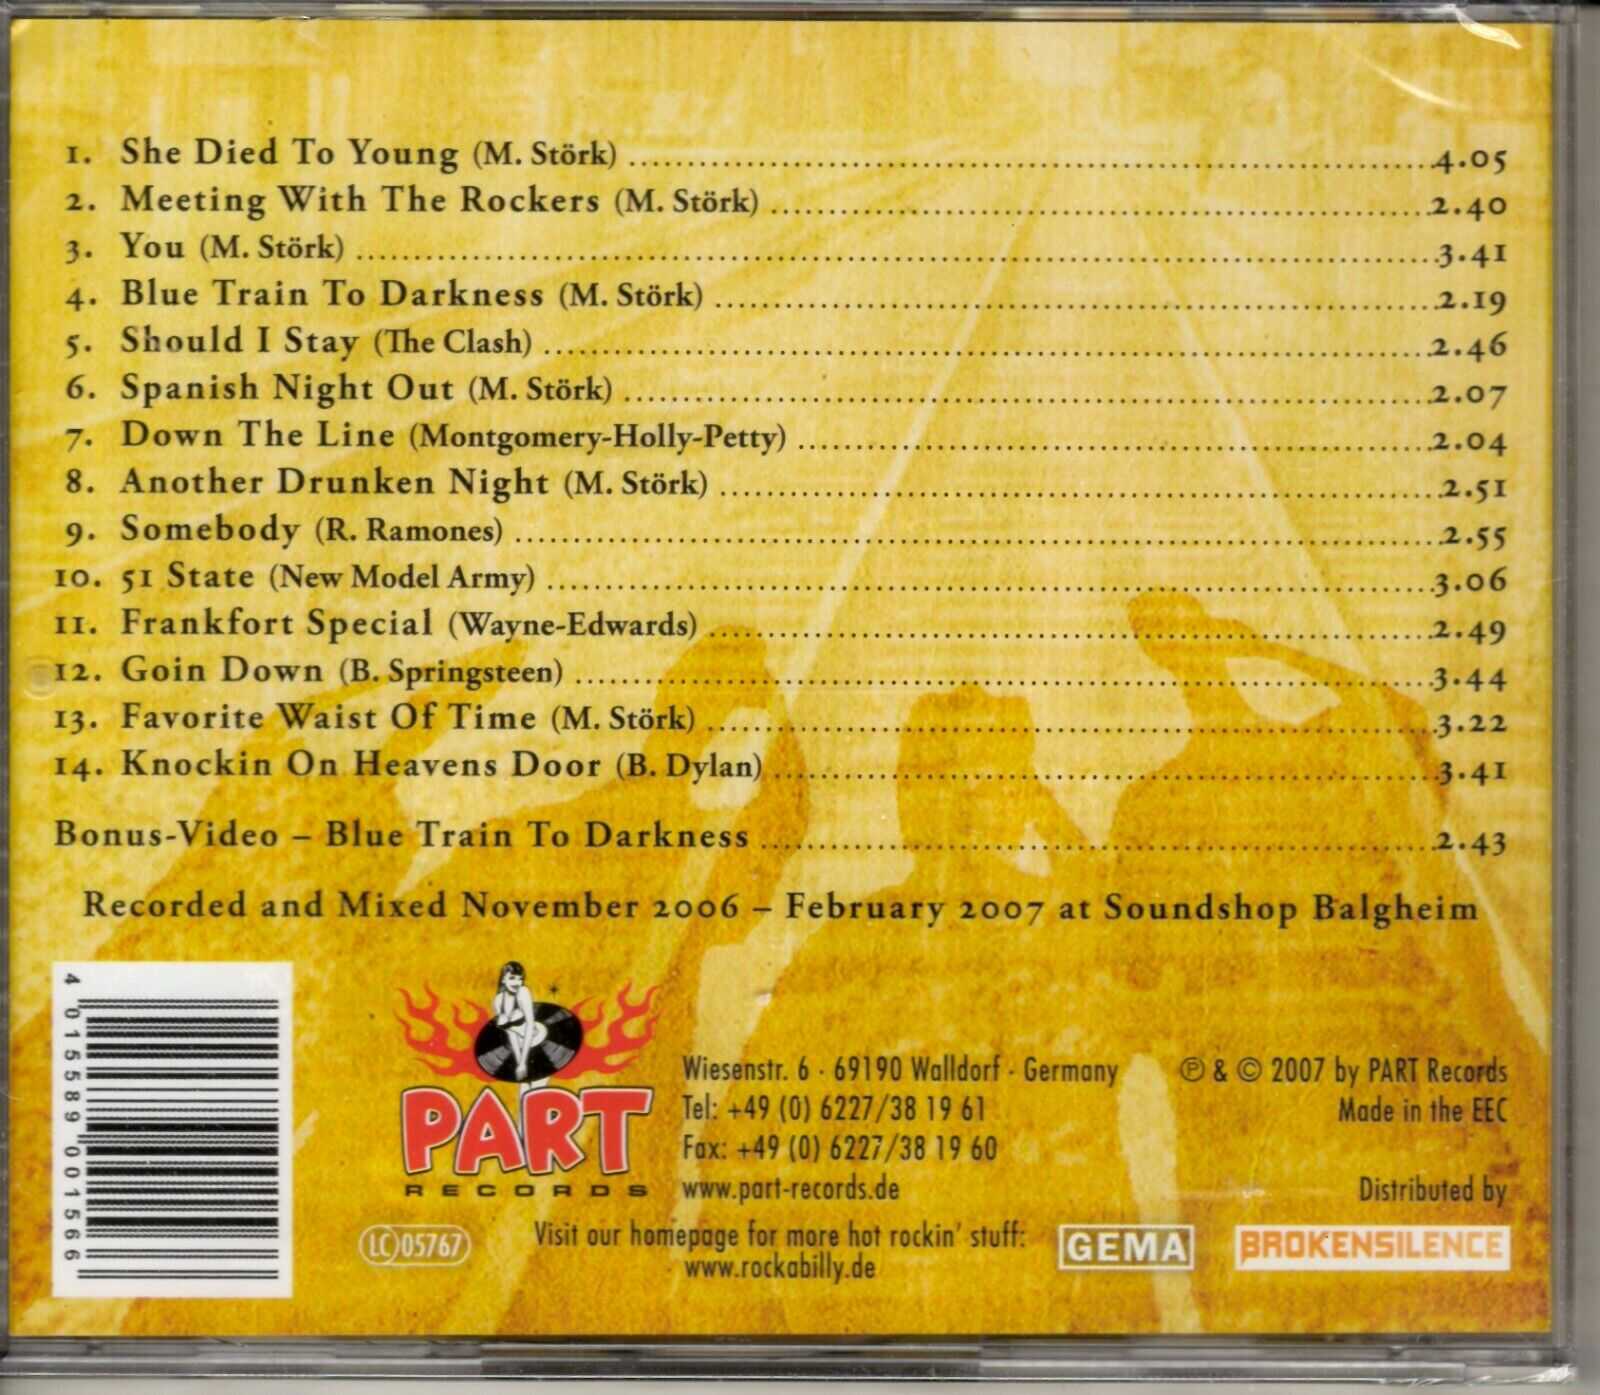 1. She Died To Young (M. Störk) 4.05
2. Meeting With The Rockers (M. Störk) 2.40
3. You (M. Störk) 3.41
4. Blue Train To Darkness (M. Störk) 2.19
5. Should I Stay (The Clash) 2.46
6. Spanish Night Out (M. Störk) 2.07
7. Down The Line (Montgomery-Holly-Petty) 2.04
8. Another Drunken Night (M. Störk) 2.51
9. Somebody (R. Ramones) 2.55
10. 51 State (New Model Army) 3.06
11. Frankfort Special (Wayne-Edwards) 2.49
12. Goin Down (B. Springsteen) 3.44
13. Favorite Waist Of Time (M. Störk) 3.22
14. Knockin On Heavens Door (B. Dylan) 3.41
Bonus-Video – Blue Train To Darkness 2.43
Recorded and Mixed November 2006 – February 2007 at Soundshop Balgheim
4 015589 001566
PART
RECORDS
LC 05767
Wiesenstr. 6 · 69190 Walldorf · Germany
Tel: +49 (0) 6227/38 19 61
Fax: +49 (0) 6227/38 19 60
www.part-records.de
Visit our homepage for more hot rockin' stuff:
www.rockabilly.de
℗ & © 2007 by PART Records
Made in the EEC
Distributed by
GEMA
BROKENSILENCE